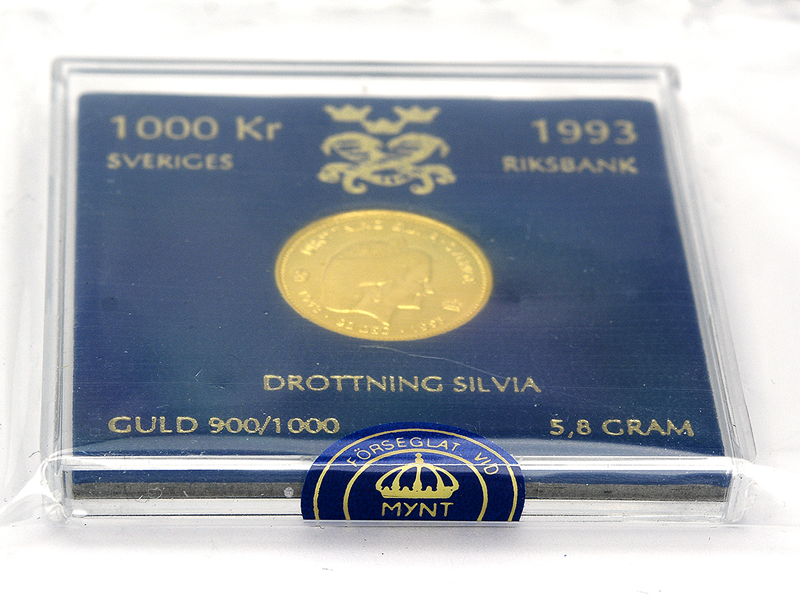 1000 Kr
1993
SVERIGES
RIKSBANK
DROTTNING SILVIA
GULD 900/1000
5,8 GRAM
FÖRSEGLAT VID
MYNT